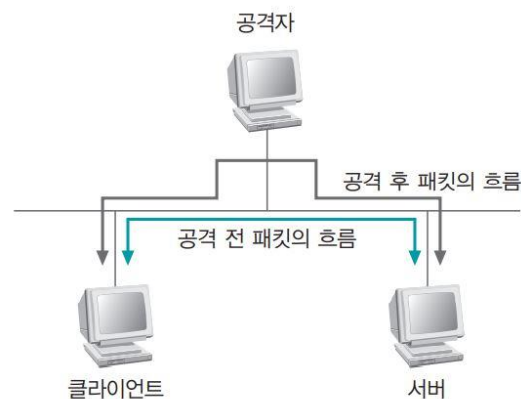 공격자
공격 후 패킷의 흐름
공격 전 패킷의 흐름
클라이언트
서버